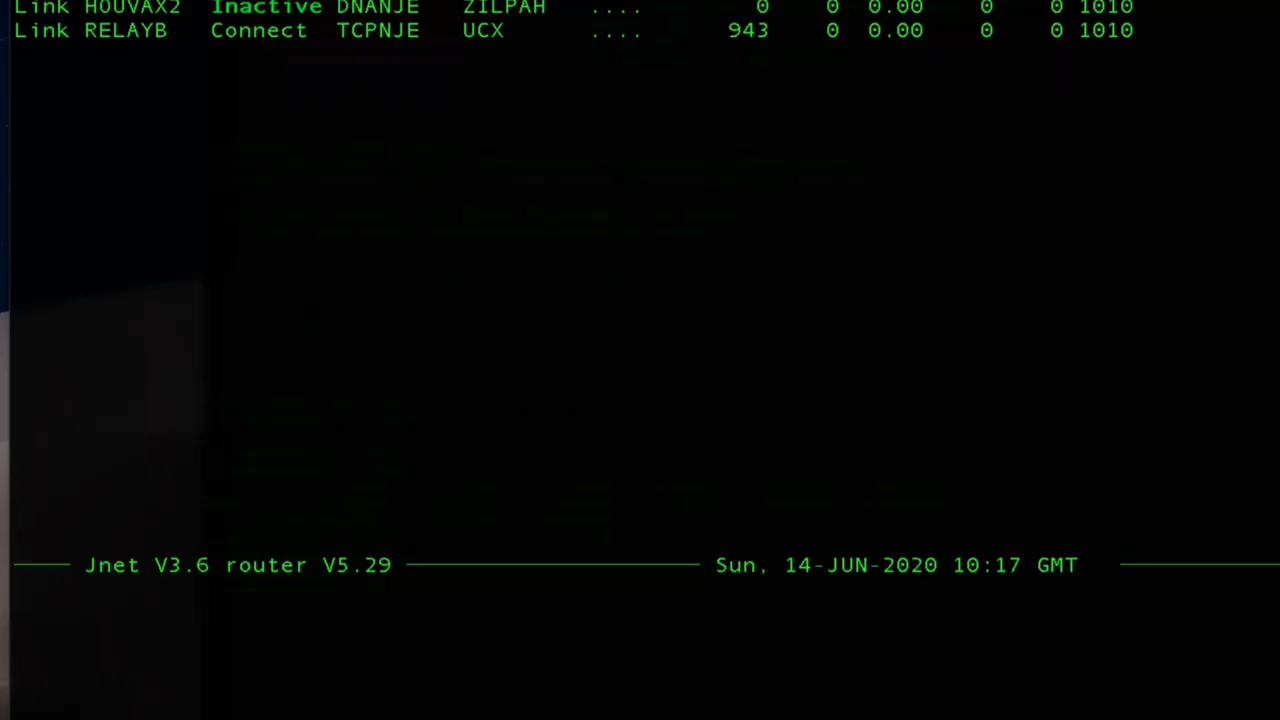 Link HOUVAX2 Inactive DNANJE ZILPAH .... 0 0 0.00 0 0 1010
Link RELAYB Connect TCPNJE UCX .... 943 0 0.00 0 0 1010
Jnet V3.6 router V5.29 Sun, 14-JUN-2020 10:17 GMT